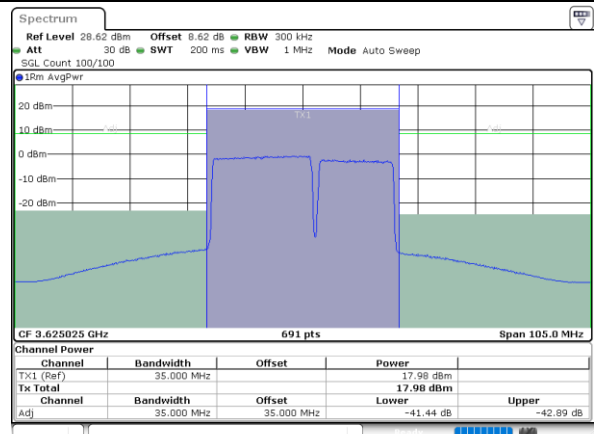 Spectrum
Ref Level 28.62 dBm Offset 8.62 dB RBW 300 kHz
Att 30 dB SWT 200 ms VBW 1 MHz Mode Auto Sweep
SGL Count 100/100
1Rm AvgPwr
20 dBm
TX1
10 dBm Adj Adj
0 dBm
-10 dBm
-20 dBm
CF 3.625025 GHz 691 pts Span 105.0 MHz
Channel Power
Channel Bandwidth Offset Power
TX1 (Ref) 35.000 MHz 17.98 dBm
Tx Total 17.98 dBm
Channel Bandwidth Offset Lower Upper
Adj 35.000 MHz 35.000 MHz -41.44 dB -42.89 dB